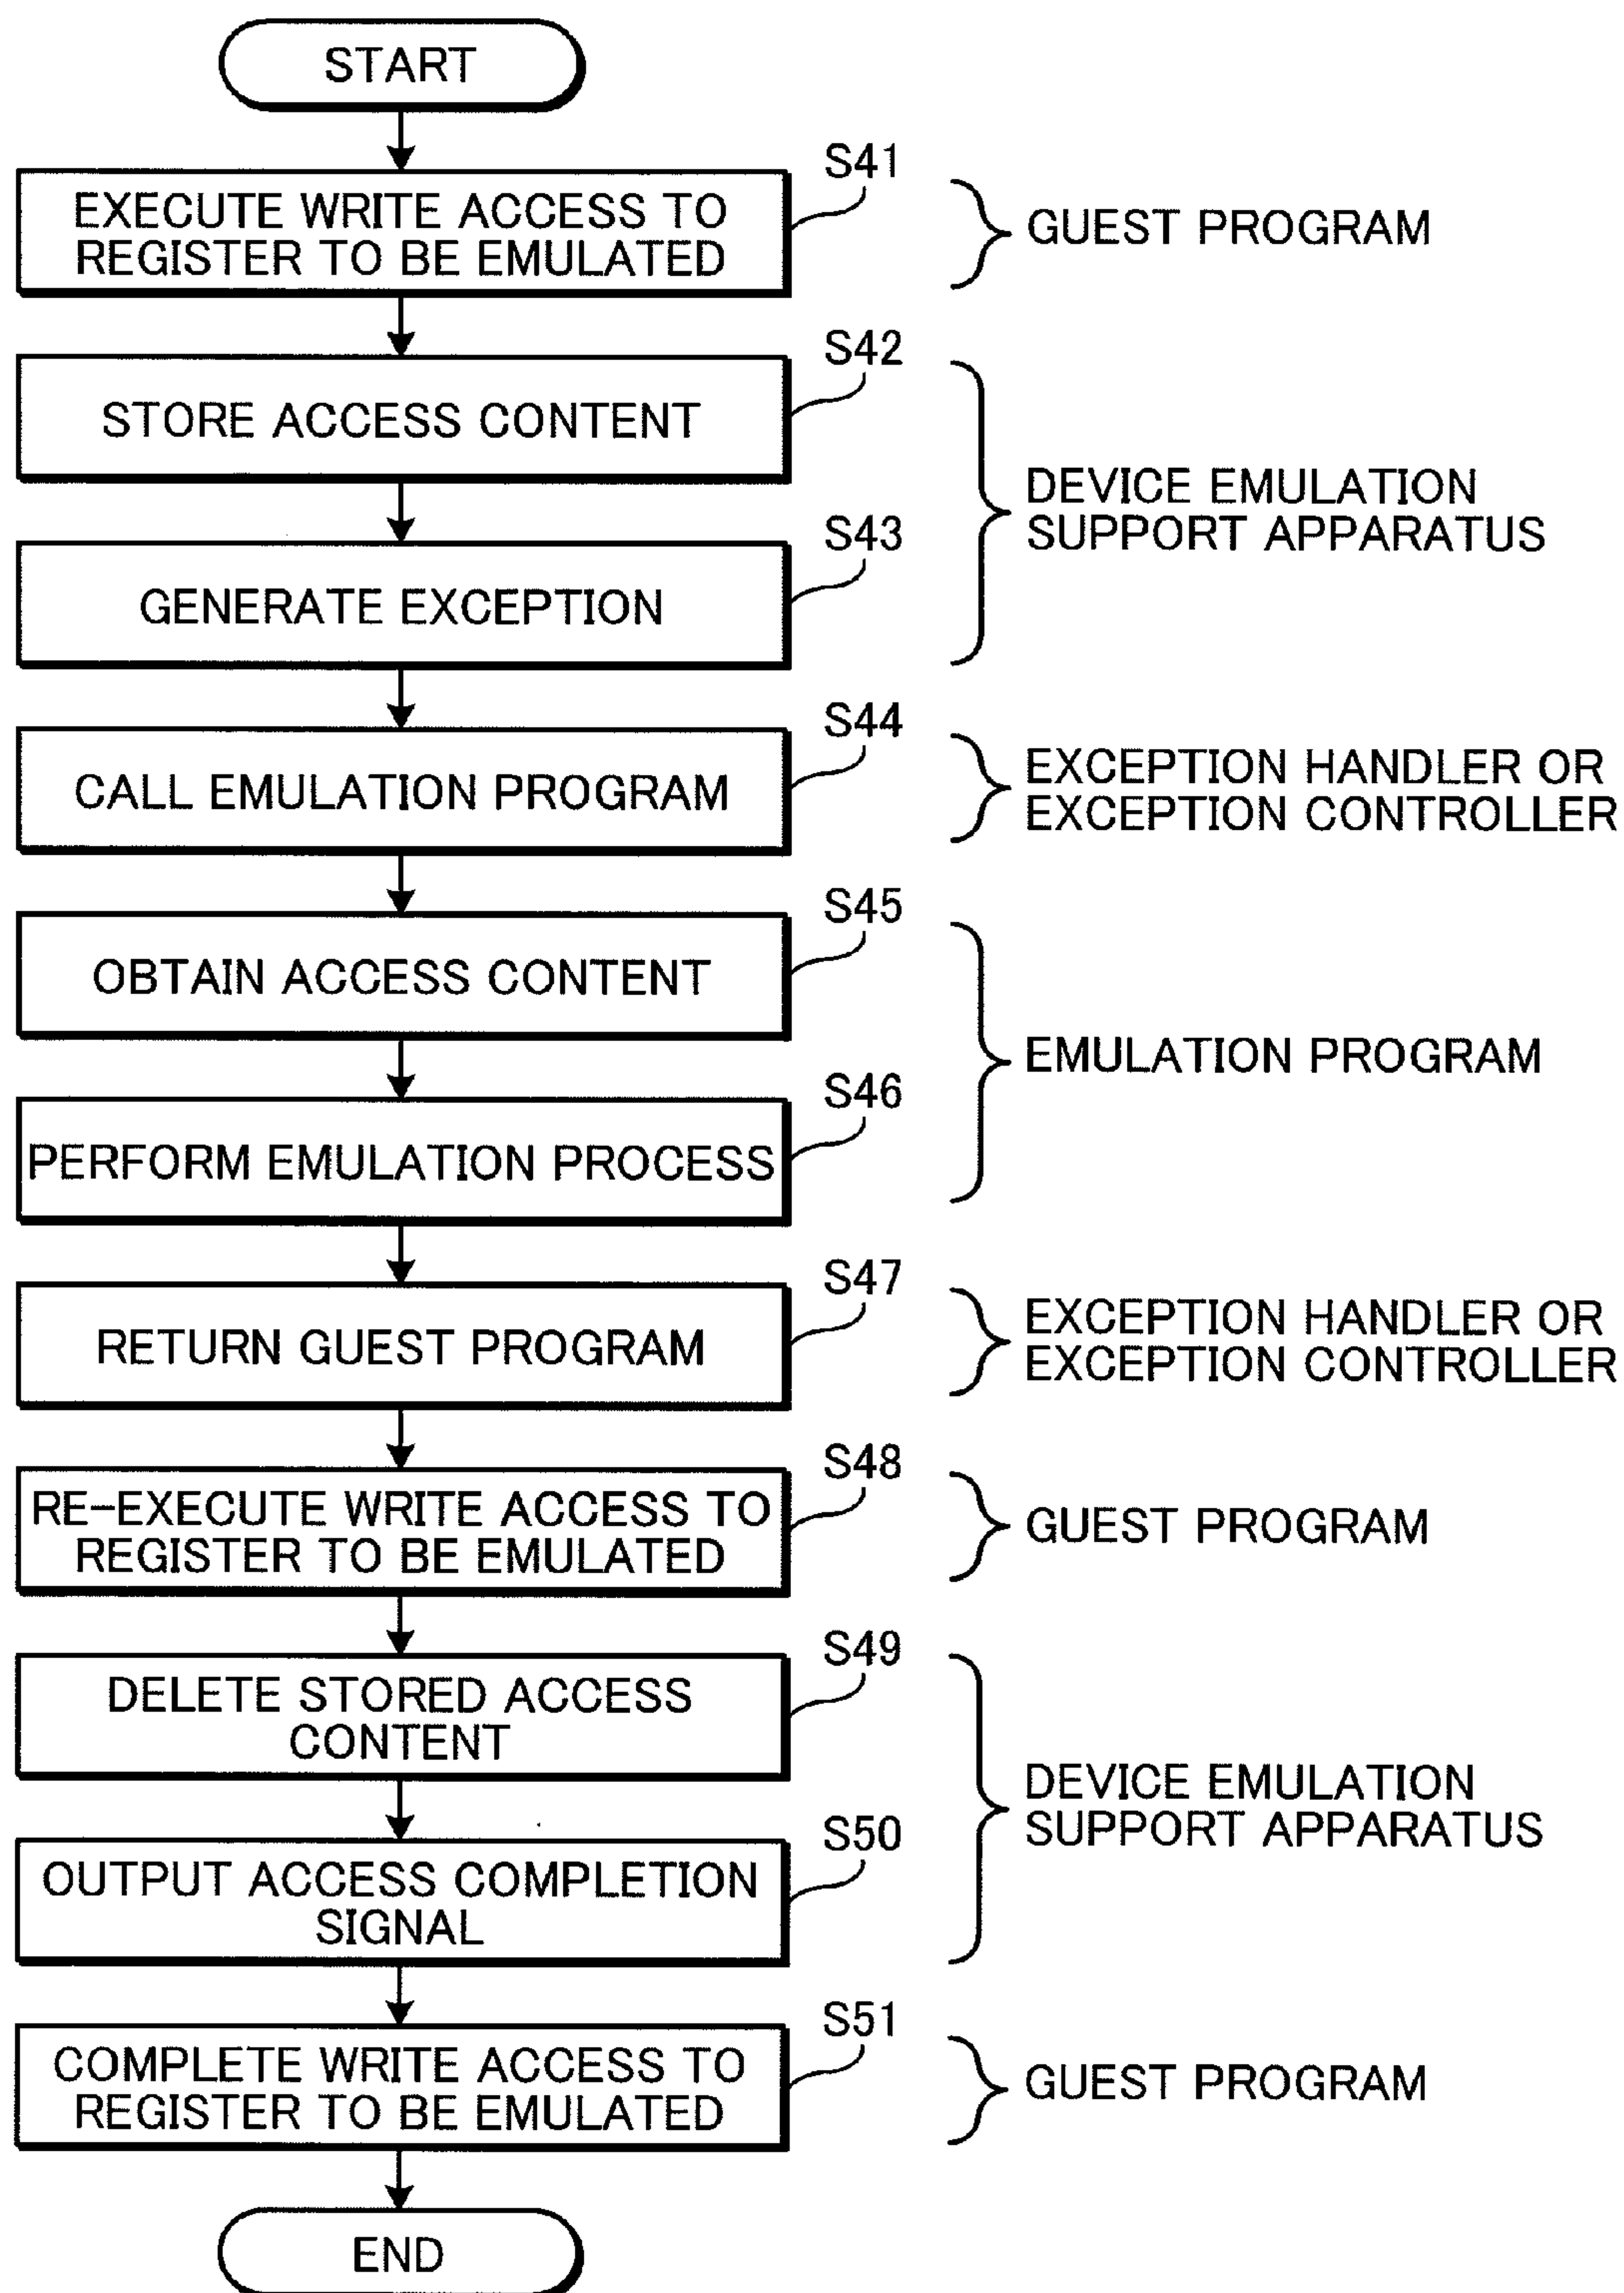 START
S41
EXECUTE WRITE ACCESS TO
REGISTER TO BE EMULATED
GUEST PROGRAM
S42
STORE ACCESS CONTENT
DEVICE EMULATION
SUPPORT APPARATUS
S43
GENERATE EXCEPTION
S44
CALL EMULATION PROGRAM
EXCEPTION HANDLER OR
EXCEPTION CONTROLLER
S45
OBTAIN ACCESS CONTENT
EMULATION PROGRAM
S46
PERFORM EMULATION PROCESS
S47
RETURN GUEST PROGRAM
EXCEPTION HANDLER OR
EXCEPTION CONTROLLER
S48
RE-EXECUTE WRITE ACCESS TO
REGISTER TO BE EMULATED
GUEST PROGRAM
S49
DELETE STORED ACCESS
CONTENT
DEVICE EMULATION
SUPPORT APPARATUS
S50
OUTPUT ACCESS COMPLETION
SIGNAL
S51
COMPLETE WRITE ACCESS TO
REGISTER TO BE EMULATED
GUEST PROGRAM
END